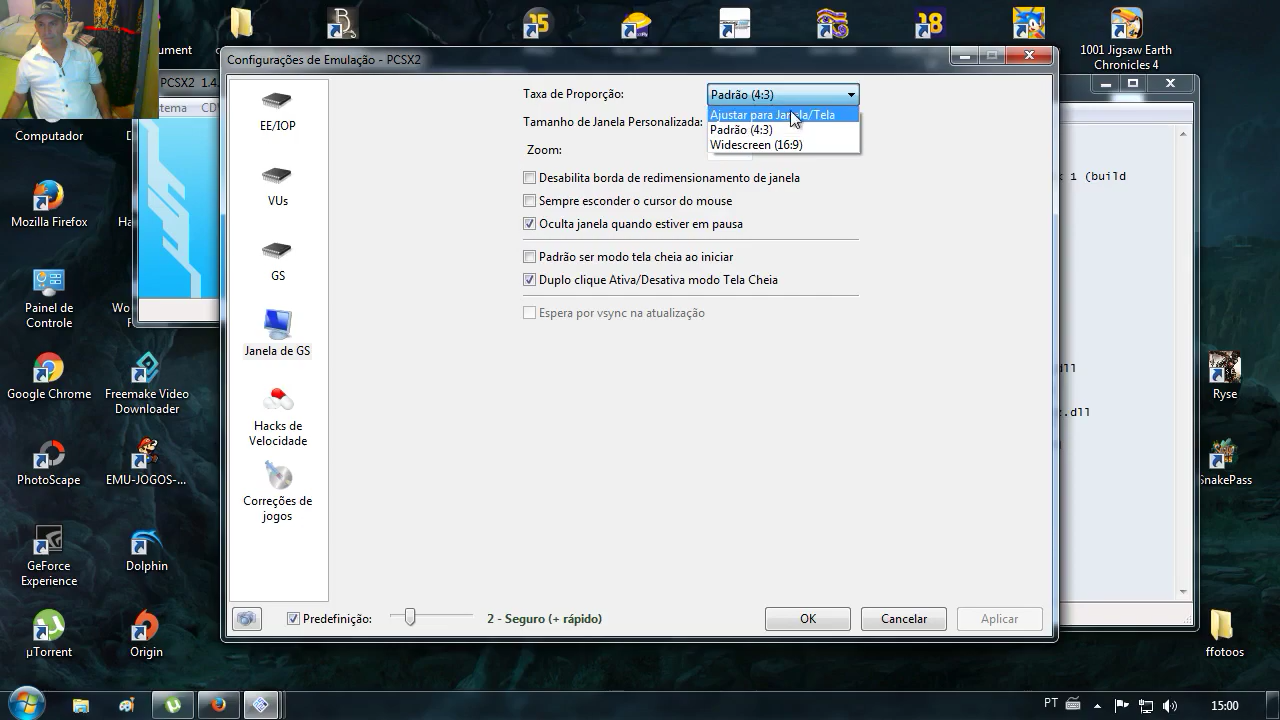 Configurações de Emulação - PCSX2
PCSX2 1.4.
CD
EE/IOP
VUs
GS
Janela de GS
Hacks de
Velocidade
Correções de
jogos
Taxa de Proporção:
Padrão (4:3)
Ajustar para Janela/Tela
Padrão (4:3)
Widescreen (16:9)
Tamanho de Janela Personalizada:
Zoom:
Desabilita borda de redimensionamento de janela
Sempre esconder o cursor do mouse
Oculta janela quando estiver em pausa
Padrão ser modo tela cheia ao iniciar
Duplo clique Ativa/Desativa modo Tela Cheia
Espera por vsync na atualização
Predefinição:
2 - Seguro (+ rápido)
OK
Cancelar
Aplicar
Computador
Mozilla Firefox
Painel de
Controle
Google Chrome
Freemake Video
Downloader
PhotoScape
EMU-JOGOS-...
GeForce
Experience
Dolphin
µTorrent
Origin
15
18
1001 Jigsaw Earth
Chronicles 4
1 (build
dll
.dll
Ryse
SnakePass
ffotoos
PT
15:00